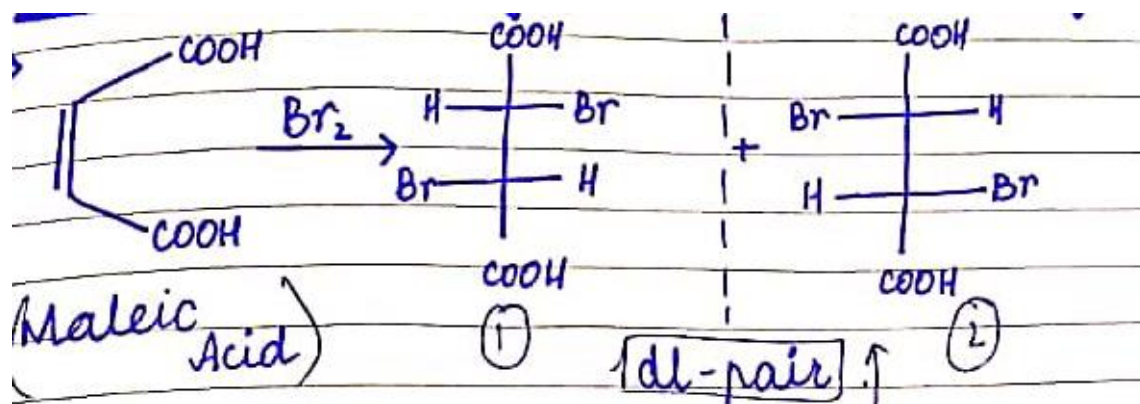 COOH
COOH
Br2
COOH
H Br
Br H
COOH
+
COOH
Br H
H Br
COOH
(Maleic Acid)
1
dl-pair ↑
2